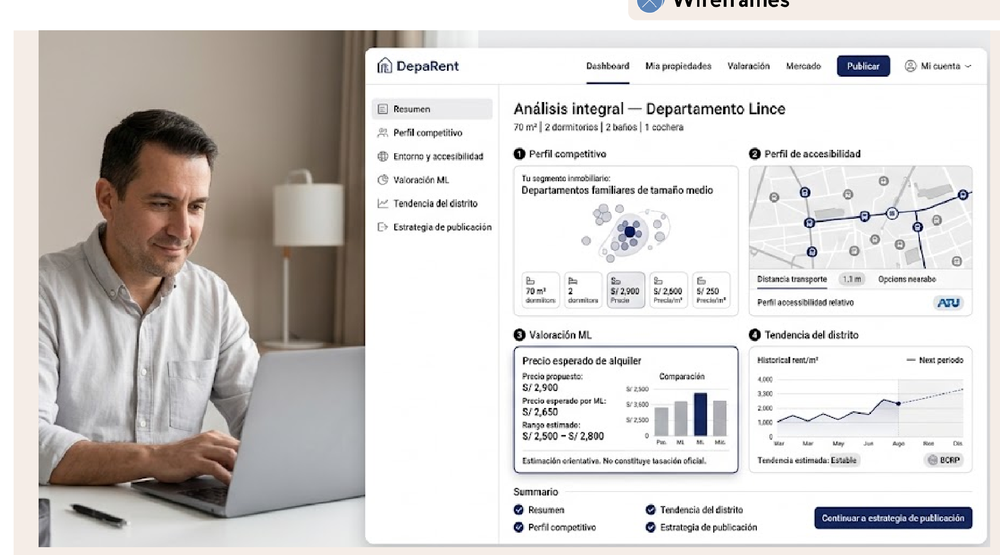 Wireframes
DepaRent
Dashboard
Mis propiedades
Valoración
Mercado
Publicar
Mi cuenta
Resumen
Perfil competitivo
Entorno y accesibilidad
Valoración ML
Tendencia del distrito
Estrategia de publicación
Análisis integral — Departamento Lince
70 m² | 2 dormitorios | 2 baños | 1 cochera
1 Perfil competitivo
Tu segmento inmobiliario:
Departamentos familiares de tamaño medio
70 m²
dormitors
2
dormitors
S/ 2,900
Precio
S/ 2,600
Precio/m²
S/ 250
Precio/m²
2 Perfil de accesibilidad
Distancia transporte
1.1 m
Opcions nearabo
Perfil accessibilidad relativo
ATU
3 Valoración ML
Precio esperado de alquiler
Precio propuesto:
S/ 2,900
Precio esperado por ML:
S/ 2,650
Rango estimado:
S/ 2,500 – S/ 2,800
Comparación
S/ 2,500
S/ 3,600
S/ 2,500
0
ML
ML
Estimación orientativa. No constituye tasación oficial.
4 Tendencia del distrito
Historical rent/m²
— Next periodo
4,000
3,300
2,000
1,000
0
Mar
Mar
May
Jun
Ago
Dis.
Tendencia estimada: Estable
BCRP
Summario
Resumen
Perfil competitivo
Tendencia del distrito
Estrategia de publicación
Continuar a estrategia de publicación